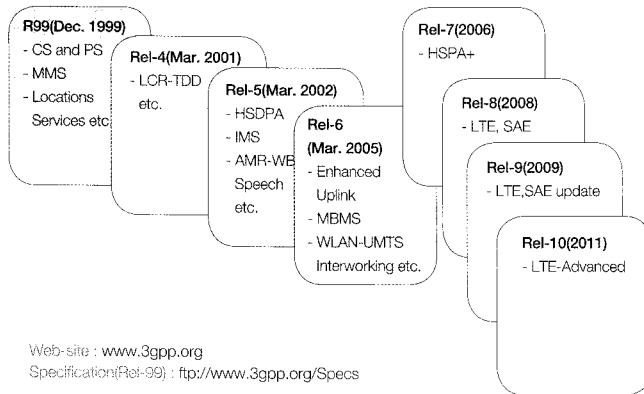 R99(Dec. 1999)
- CS and PS
- MMS
- Locations
Services etc.
Rel-4(Mar. 2001)
- LCR-TDD
etc.
Rel-5(Mar. 2002)
- HSDPA
- IMS
- AMR-WB
Speech
etc.
Rel-6
(Mar. 2005)
- Enhanced
Uplink
- MBMS
- WLAN-UMTS
Interworking etc.
Rel-7(2006)
- HSPA+
Rel-8(2008)
- LTE, SAE
Rel-9(2009)
- LTE,SAE update
Rel-10(2011)
- LTE-Advanced
Web-site : www.3gpp.org
Specification(Rel-99) : ftp://www.3gpp.org/Specs